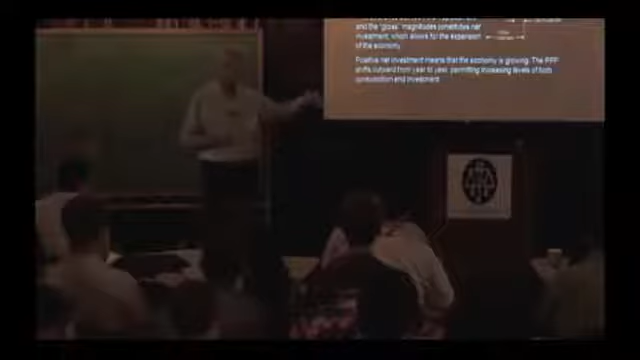 and the "gloss" magnitudes constitutive net
investment, which allows for the expansion
of the economy.
Positive net investment means that the economy is growing. The PPF
shifts outward from year to year, permitting increasing levels of both
consumption and investment.